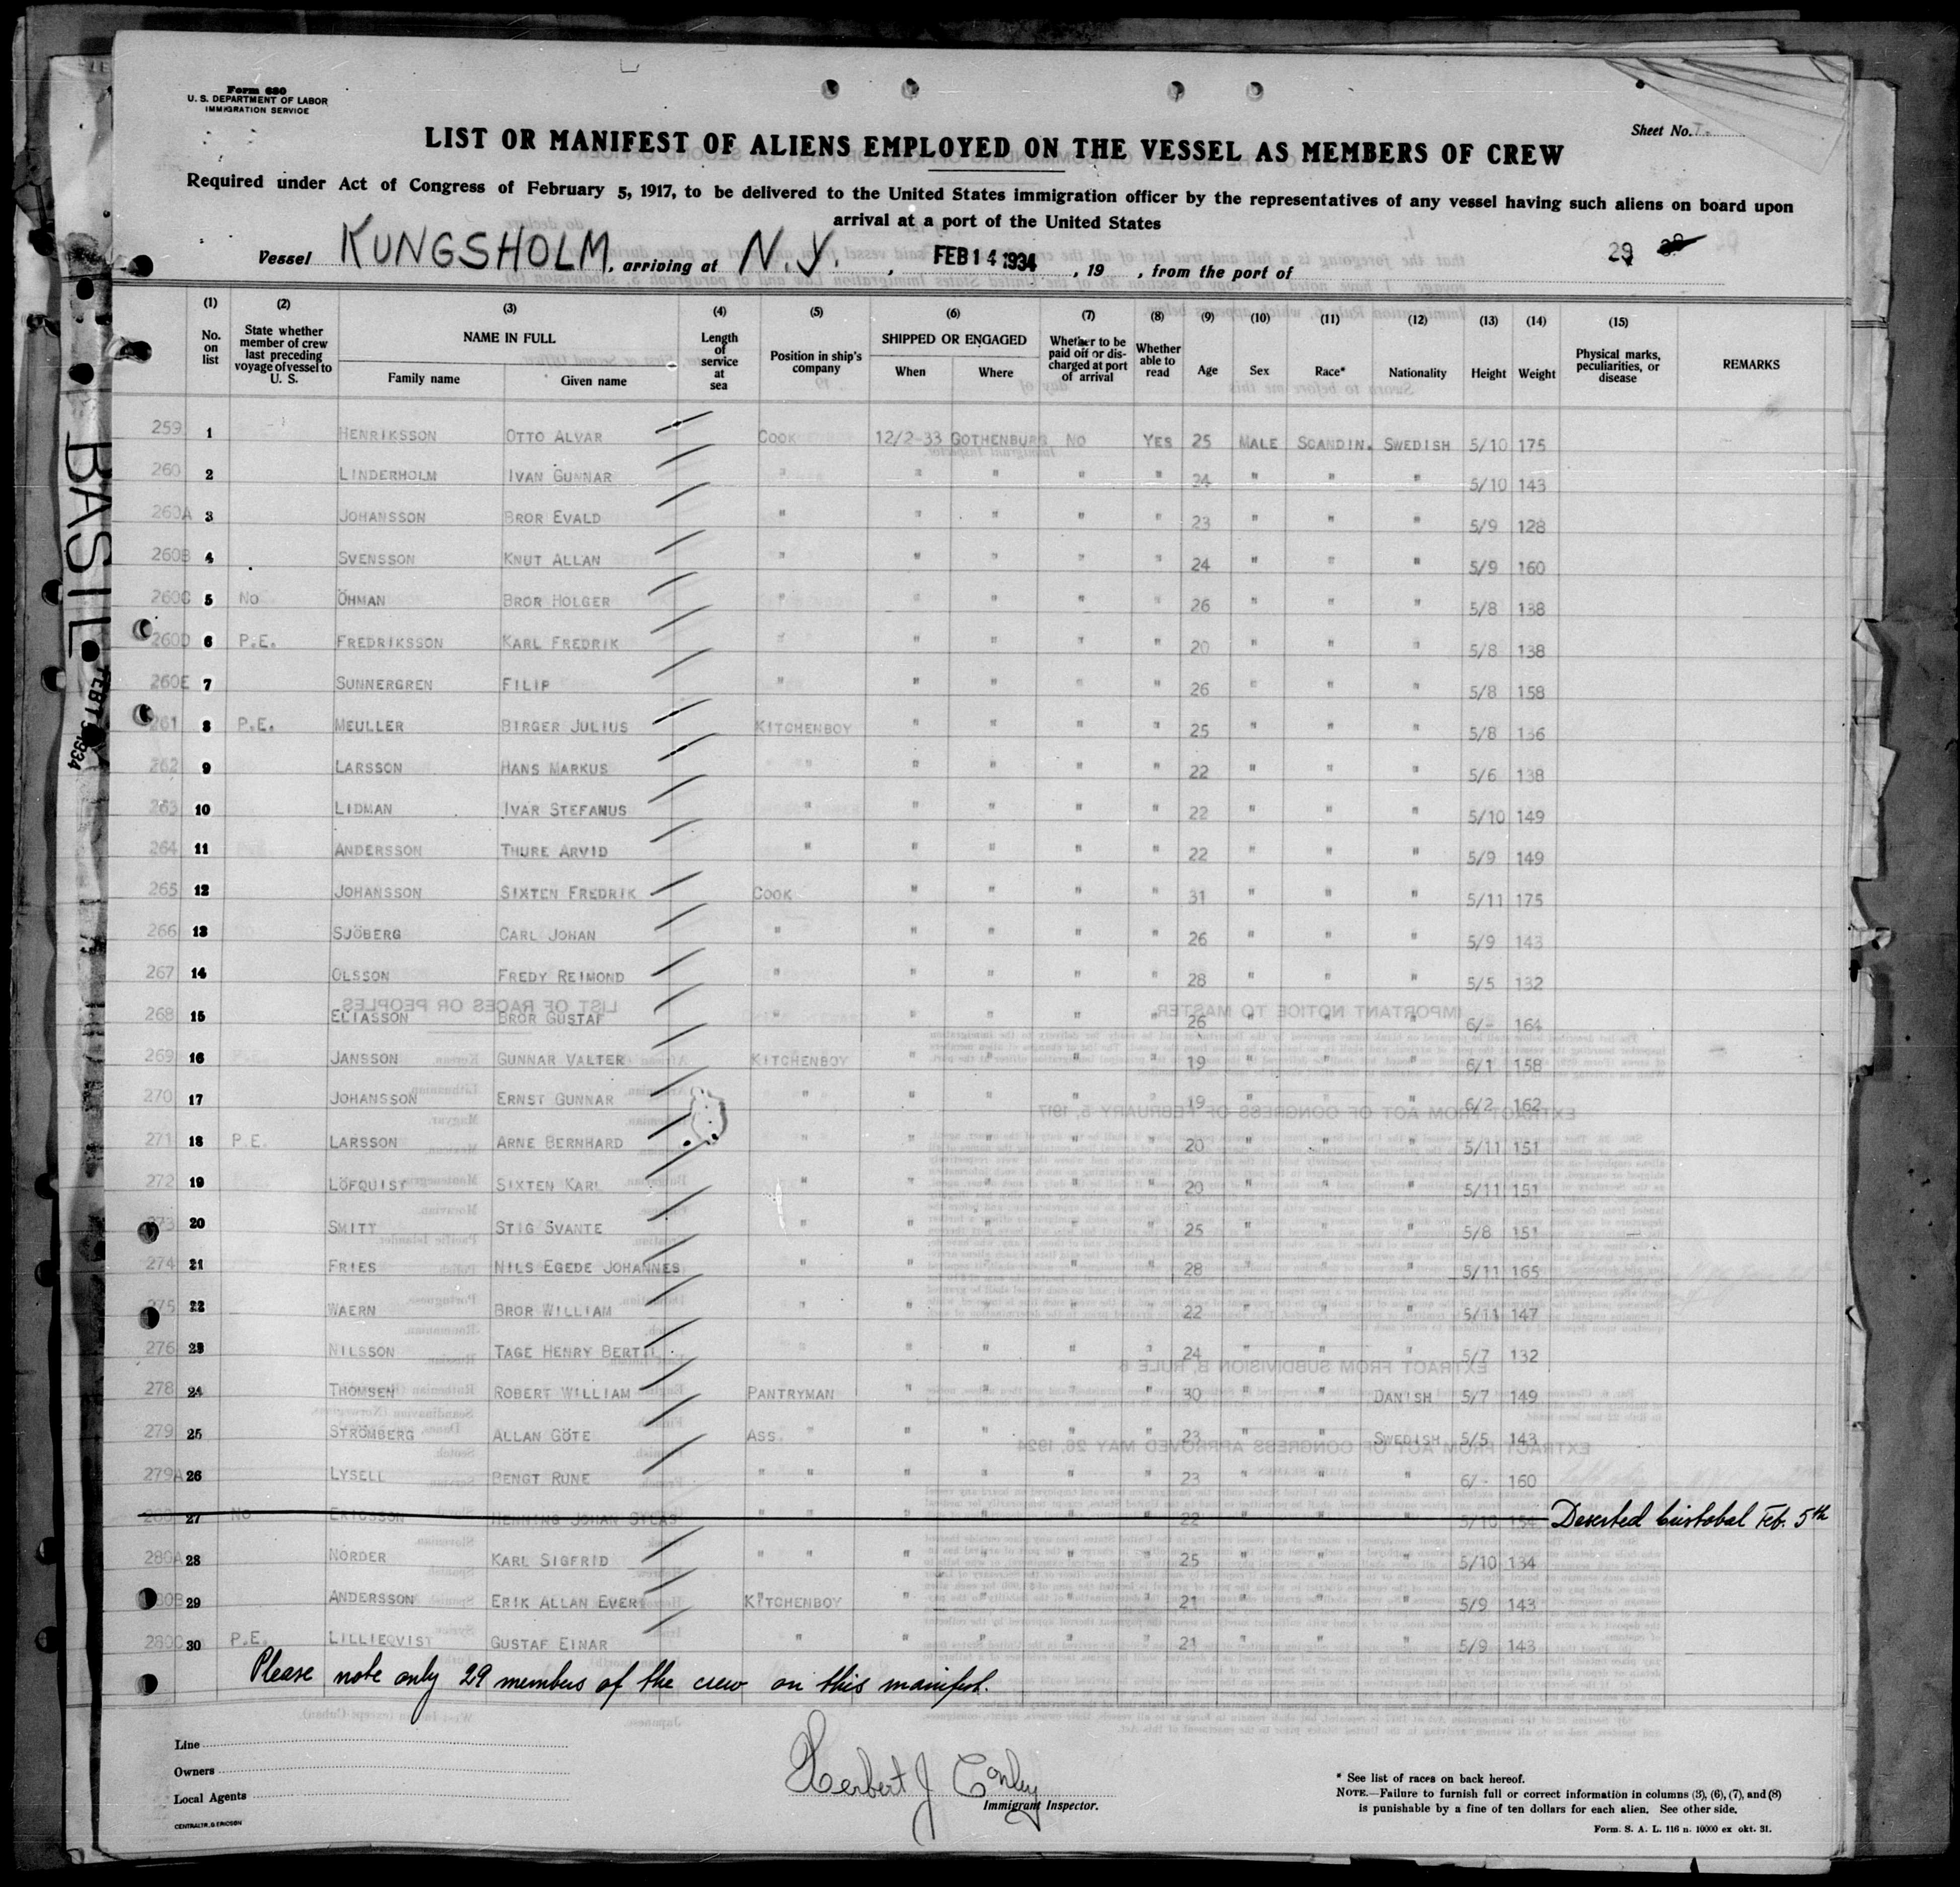 Form 680
U. S. DEPARTMENT OF LABOR
IMMIGRATION SERVICE
Sheet No.
LIST OR MANIFEST OF ALIENS EMPLOYED ON THE VESSEL AS MEMBERS OF CREW
Required under Act of Congress of February 5, 1917, to be delivered to the United States immigration officer by the representatives of any vessel having such aliens on board upon
arrival at a port of the United States
Vessel KUNGSHOLM, arriving at N.Y., FEB 14 1934, 19 , from the port of 29
(1) No. on list (2) State whether member of crew last preceding voyage of vessel to U. S. (3) NAME IN FULL Family name Given name (4) Length of service at sea (5) Position in ship's company (6) SHIPPED OR ENGAGED When Where (7) Whether to be paid off or discharged at port of arrival (8) Whether able to read (9) Age (10) Sex (11) Race* (12) Nationality (13) Height (14) Weight (15) Physical marks, peculiarities, or disease REMARKS
259 1 HENRIKSSON OTTO ALVAR COOK 12/2-33 GOTHENBURG NO YES 25 MALE SCANDIN. SWEDISH 5/10 175
260 2 LINDERHOLM IVAN GUNNAR " " " " " 24 " " " 5/10 143
260A 3 JOHANSSON BROR EVALD " " " " " 23 " " " 5/9 128
260B 4 SVENSSON KNUT ALLAN " " " " " 24 " " " 5/9 160
260C 5 NO ÖHMAN BROR HOLGER " " " " " 26 " " " 5/8 138
260D 6 P.E. FREDRIKSSON KARL FREDRIK " " " " " 20 " " " 5/8 138
260E 7 SUNNERGREN FILIP " " " " " 26 " " " 5/8 158
261 8 P.E. MEULLER BIRGER JULIUS KITCHENBOY " " " " 25 " " " 5/8 136
262 9 LARSSON HANS MARKUS " " " " " 22 " " " 5/6 138
263 10 LIDMAN IVAR STEFANUS " " " " " 22 " " " 5/10 149
264 11 ANDERSSON THURE ARVID " " " " " 22 " " " 5/9 149
265 12 JOHANSSON SIXTEN FREDRIK COOK " " " " 31 " " " 5/11 175
266 13 SJÖBERG CARL JOHAN " " " " " 26 " " " 5/9 143
267 14 OLSSON FREDY REIMOND " " " " " 28 " " " 5/5 132
268 15 ELIASSON BROR GUSTAF " " " " " 26 " " " 6/- 164
269 16 JANSSON GUNNAR VALTER KITCHENBOY " " " " 19 " " " 6/1 158
270 17 JOHANSSON ERNST GUNNAR " " " " " 19 " " " 6/2 162
271 18 P.E. LARSSON ARNE BERNHARD " " " " " 20 " " " 5/11 151
272 19 LÖFQUIST SIXTEN KARL " " " " " 20 " " " 5/11 151
273 20 SMITT STIG SVANTE " " " " " 25 " " " 5/8 151
274 21 FRIES NILS EGEDE JOHANNES " " " " " 28 " " " 5/11 165
275 22 WAERN BROR WILLIAM " " " " " 22 " " " 5/11 147
276 23 NILSSON TAGE HENRY BERTIL " " " " " 24 " " " 5/7 132
278 24 THOMSEN ROBERT WILLIAM PANTRYMAN " " " " 30 " " DANISH 5/7 149
279 25 STRÖMBERG ALLAN GÖTE ASS. " " " " " 23 " " SWEDISH 5/5 143
279A 26 LYSELL BENGT RUNE " " " " " " 23 " " " 6/- 160
280 27 NO ERICSSON HENNING JOHAN SYLAS " " " " " " 22 " " " 5/10 154 Deserted Cristobal Feb. 5th
280A 28 NORDER KARL SIGFRID " " " " " " 25 " " " 5/10 134
280B 29 ANDERSSON ERIK ALLAN EVERT KITCHENBOY " " " " 21 " " " 5/9 143
280C 30 P.E. LILLIEQVIST GUSTAF EINAR " " " " " 21 " " " 5/9 143
Please note only 29 members of the crew on this manifest.
Line
Owners
Local Agents
CENTRALTR. G. ERICSON
Herbert J Conley
Immigrant Inspector.
* See list of races on back hereof.
NOTE.—Failure to furnish full or correct information in columns (3), (6), (7), and (8)
is punishable by a fine of ten dollars for each alien. See other side.
Form. S. A. L. 116 n. 10000 ex okt. 31.
BASIL
FEB 1 1934